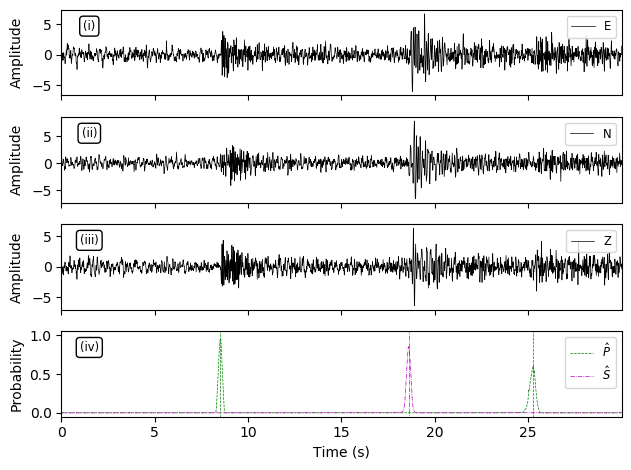 (i)
E
Amplitude
5
0
−5
(ii)
N
Amplitude
5
0
−5
(iii)
Z
Amplitude
5
0
−5
(iv)
P̂
Ŝ
Probability
1.0
0.5
0.0
0 5 10 15 20 25
Time (s)